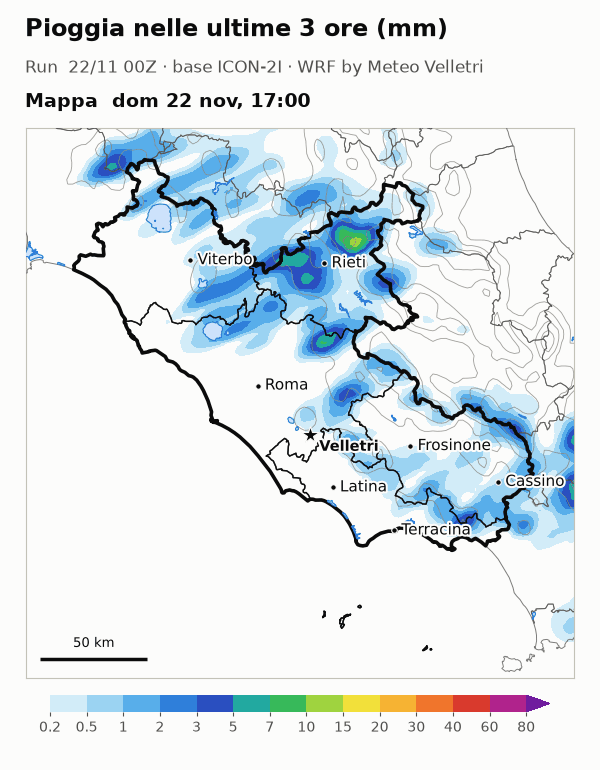 Pioggia nelle ultime 3 ore (mm)
Run  22/11 00Z · base ICON-2I · WRF by Meteo Velletri
Mappa  dom 22 nov, 17:00
Viterbo
Rieti
Roma
Velletri
Frosinone
Latina
Cassino
Terracina
50 km
0.2 0.5 1 2 3 5 7 10 15 20 30 40 60 80